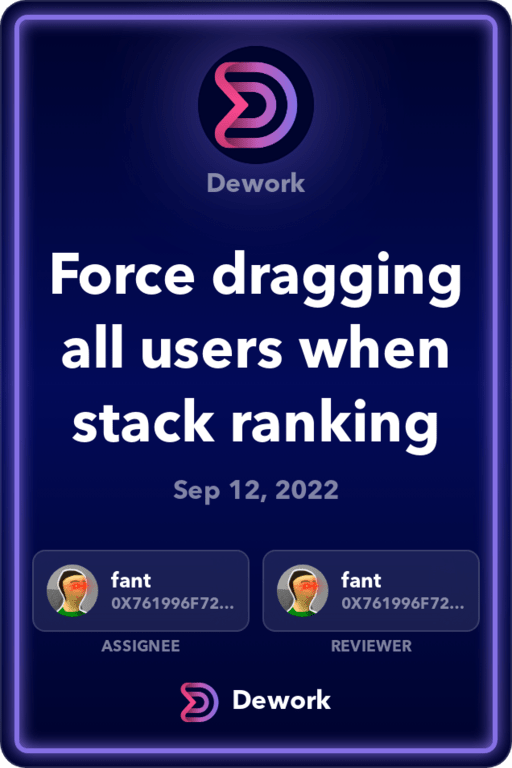 Dework
Force dragging
all users when
stack ranking
Sep 12, 2022
fant
0X761996F72...
ASSIGNEE
fant
0X761996F72...
REVIEWER
Dework